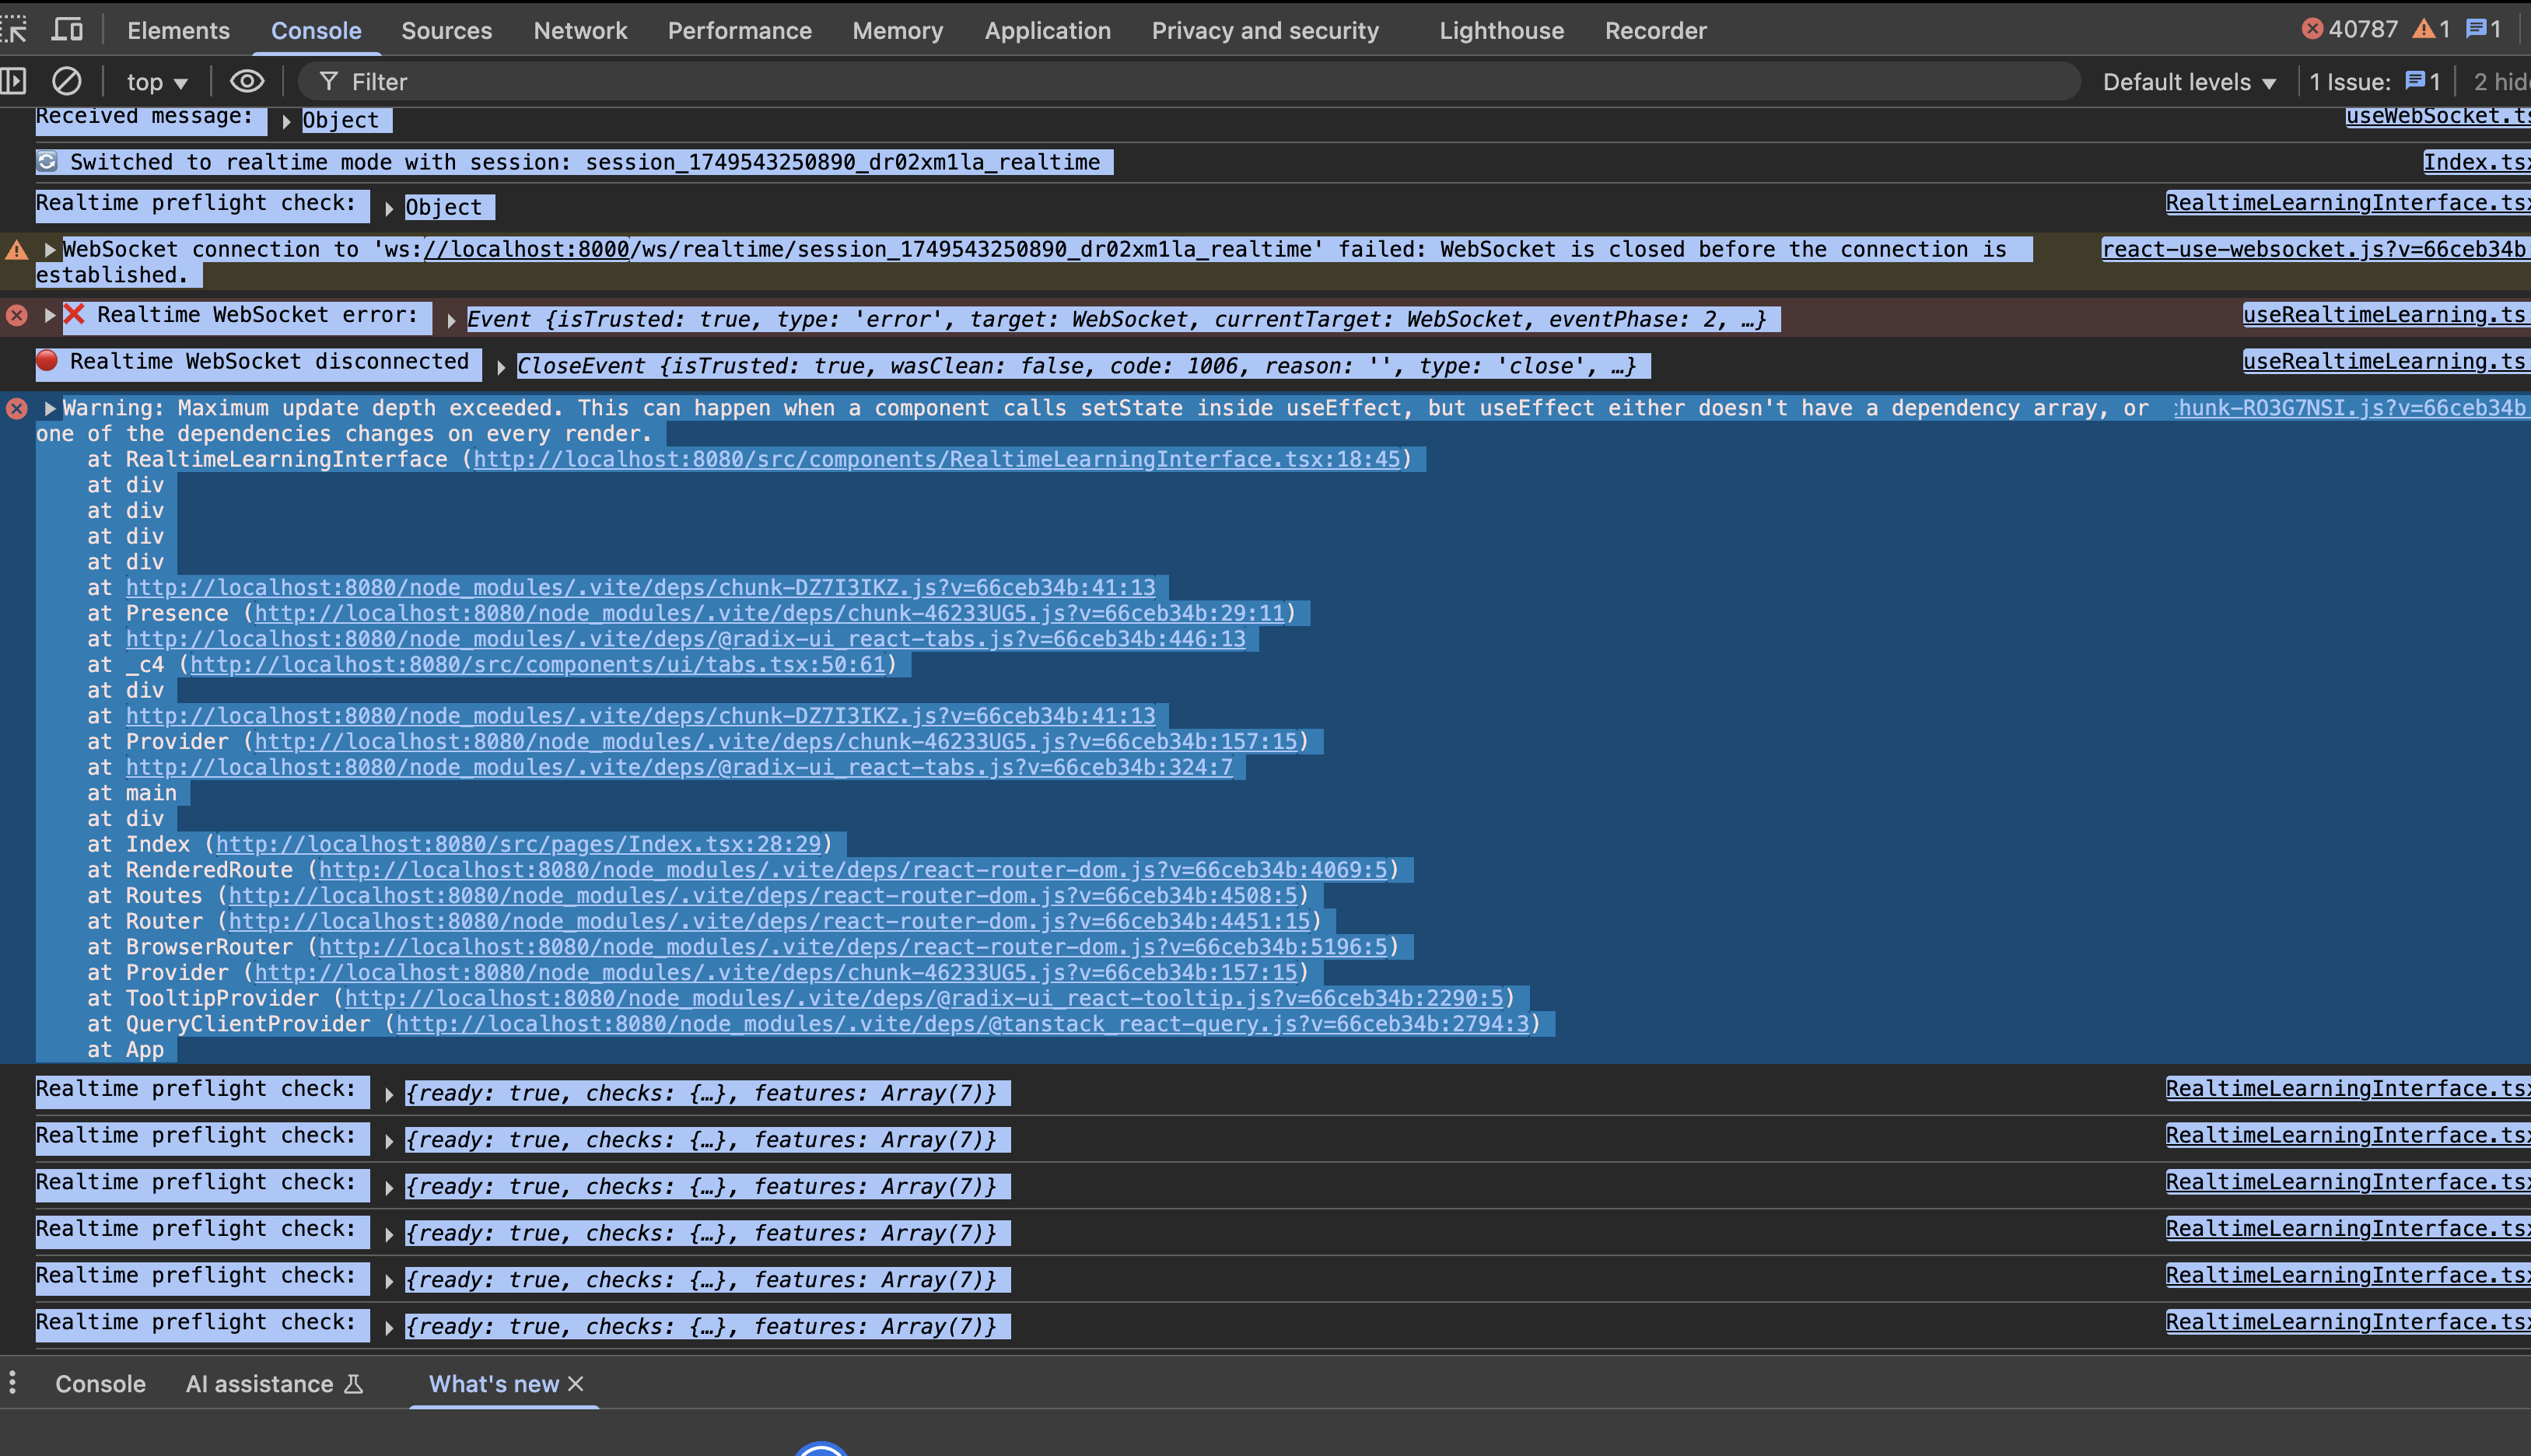 Elements Console Sources Network Performance Memory Application Privacy and security Lighthouse Recorder 40787 1 1
top Filter Default levels 1 Issue: 1 2 hid
Received message: Object useWebSocket.ts
Switched to realtime mode with session: session_1749543250890_dr02xm1la_realtime Index.tsx
Realtime preflight check: Object RealtimeLearningInterface.tsx
WebSocket connection to 'ws://localhost:8000/ws/realtime/session_1749543250890_dr02xm1la_realtime' failed: WebSocket is closed before the connection is react-use-websocket.js?v=66ceb34b
established.
❌ Realtime WebSocket error: Event {isTrusted: true, type: 'error', target: WebSocket, currentTarget: WebSocket, eventPhase: 2, …} useRealtimeLearning.ts
🔴 Realtime WebSocket disconnected CloseEvent {isTrusted: true, wasClean: false, code: 1006, reason: '', type: 'close', …} useRealtimeLearning.ts
Warning: Maximum update depth exceeded. This can happen when a component calls setState inside useEffect, but useEffect either doesn't have a dependency array, or hunk-RO3G7NSI.js?v=66ceb34b
one of the dependencies changes on every render.
at RealtimeLearningInterface (http://localhost:8080/src/components/RealtimeLearningInterface.tsx:18:45)
at div
at div
at div
at div
at http://localhost:8080/node_modules/.vite/deps/chunk-DZ7I3IKZ.js?v=66ceb34b:41:13
at Presence (http://localhost:8080/node_modules/.vite/deps/chunk-46233UG5.js?v=66ceb34b:29:11)
at http://localhost:8080/node_modules/.vite/deps/@radix-ui_react-tabs.js?v=66ceb34b:446:13
at _c4 (http://localhost:8080/src/components/ui/tabs.tsx:50:61)
at div
at http://localhost:8080/node_modules/.vite/deps/chunk-DZ7I3IKZ.js?v=66ceb34b:41:13
at Provider (http://localhost:8080/node_modules/.vite/deps/chunk-46233UG5.js?v=66ceb34b:157:15)
at http://localhost:8080/node_modules/.vite/deps/@radix-ui_react-tabs.js?v=66ceb34b:324:7
at main
at div
at Index (http://localhost:8080/src/pages/Index.tsx:28:29)
at RenderedRoute (http://localhost:8080/node_modules/.vite/deps/react-router-dom.js?v=66ceb34b:4069:5)
at Routes (http://localhost:8080/node_modules/.vite/deps/react-router-dom.js?v=66ceb34b:4508:5)
at Router (http://localhost:8080/node_modules/.vite/deps/react-router-dom.js?v=66ceb34b:4451:15)
at BrowserRouter (http://localhost:8080/node_modules/.vite/deps/react-router-dom.js?v=66ceb34b:5196:5)
at Provider (http://localhost:8080/node_modules/.vite/deps/chunk-46233UG5.js?v=66ceb34b:157:15)
at TooltipProvider (http://localhost:8080/node_modules/.vite/deps/@radix-ui_react-tooltip.js?v=66ceb34b:2290:5)
at QueryClientProvider (http://localhost:8080/node_modules/.vite/deps/@tanstack_react-query.js?v=66ceb34b:2794:3)
at App
Realtime preflight check: {ready: true, checks: {…}, features: Array(7)} RealtimeLearningInterface.tsx
Realtime preflight check: {ready: true, checks: {…}, features: Array(7)} RealtimeLearningInterface.tsx
Realtime preflight check: {ready: true, checks: {…}, features: Array(7)} RealtimeLearningInterface.tsx
Realtime preflight check: {ready: true, checks: {…}, features: Array(7)} RealtimeLearningInterface.tsx
Realtime preflight check: {ready: true, checks: {…}, features: Array(7)} RealtimeLearningInterface.tsx
Realtime preflight check: {ready: true, checks: {…}, features: Array(7)} RealtimeLearningInterface.tsx
Console AI assistance What's new